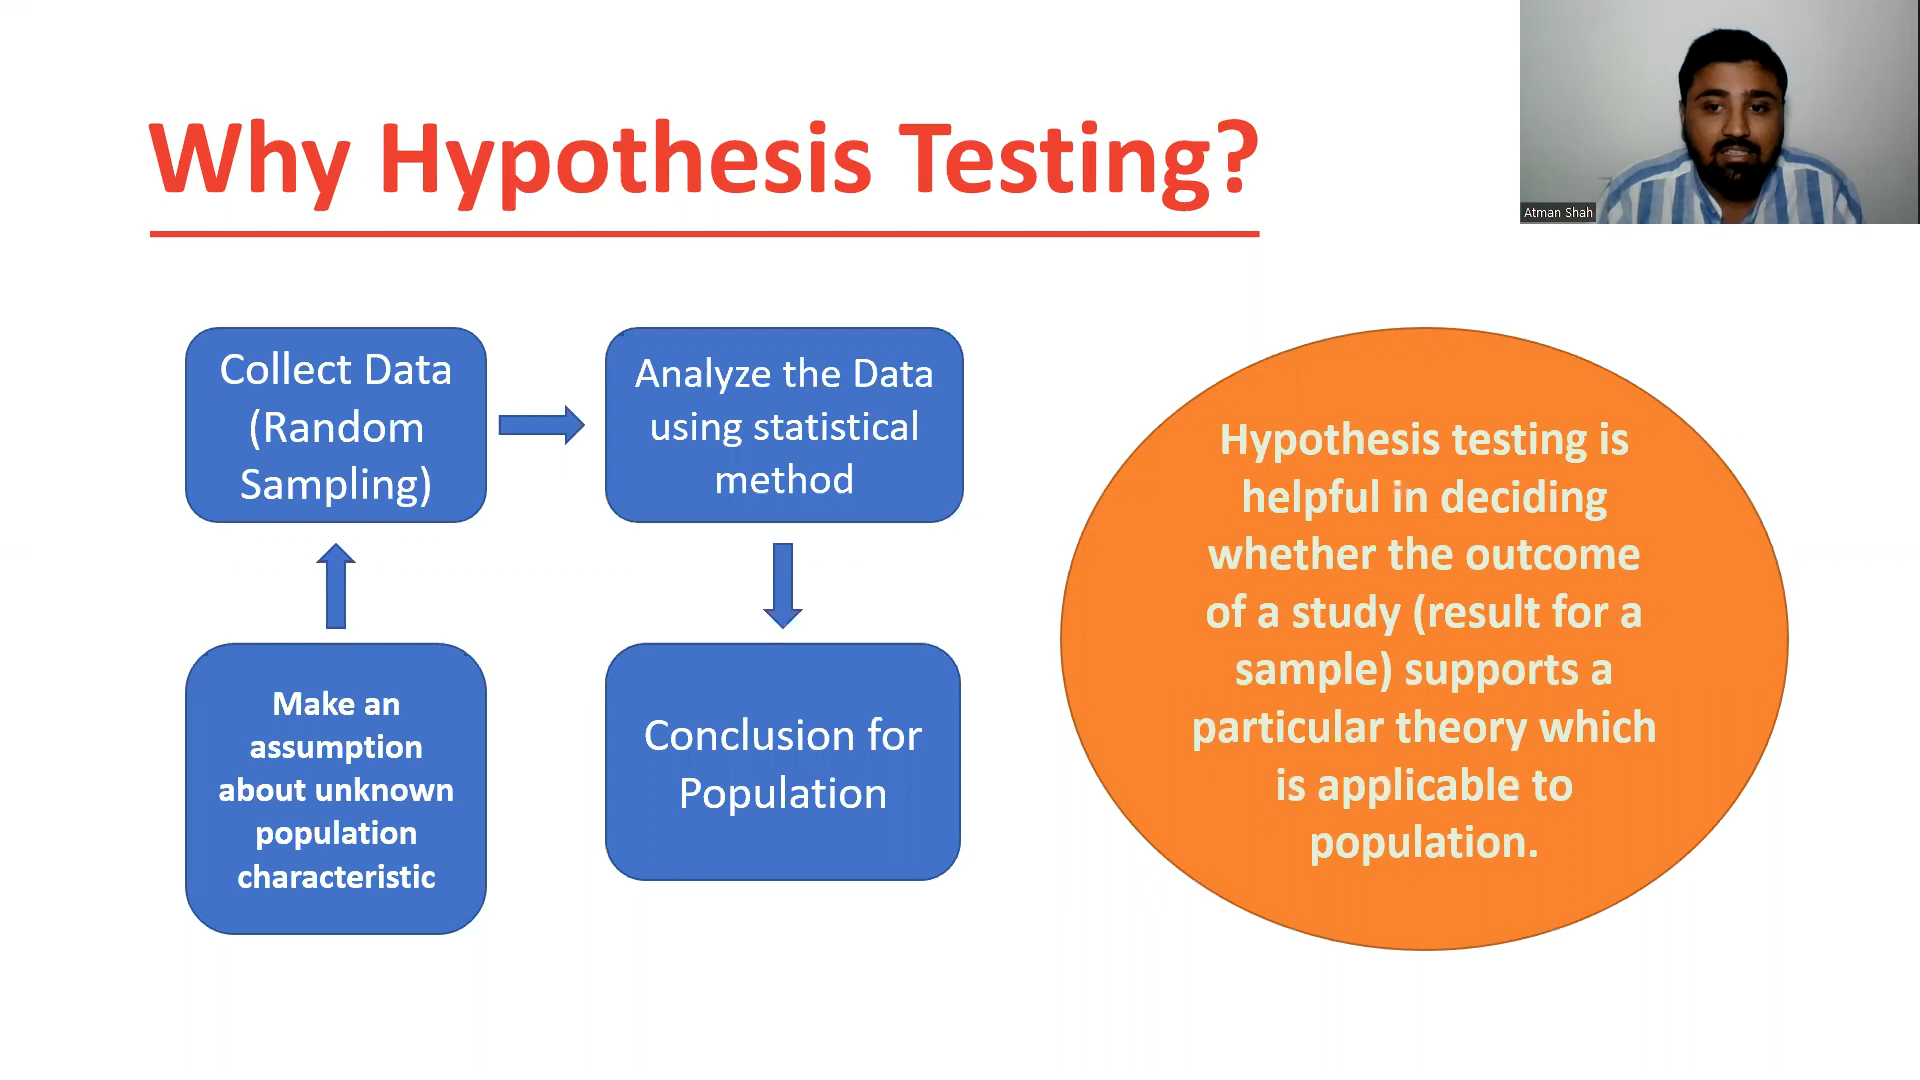 Why Hypothesis Testing?
Atman Shah
Collect Data
(Random
Sampling)
Analyze the Data
using statistical
method
Make an
assumption
about unknown
population
characteristic
Conclusion for
Population
Hypothesis testing is
helpful in deciding
whether the outcome
of a study (result for a
sample) supports a
particular theory which
is applicable to
population.